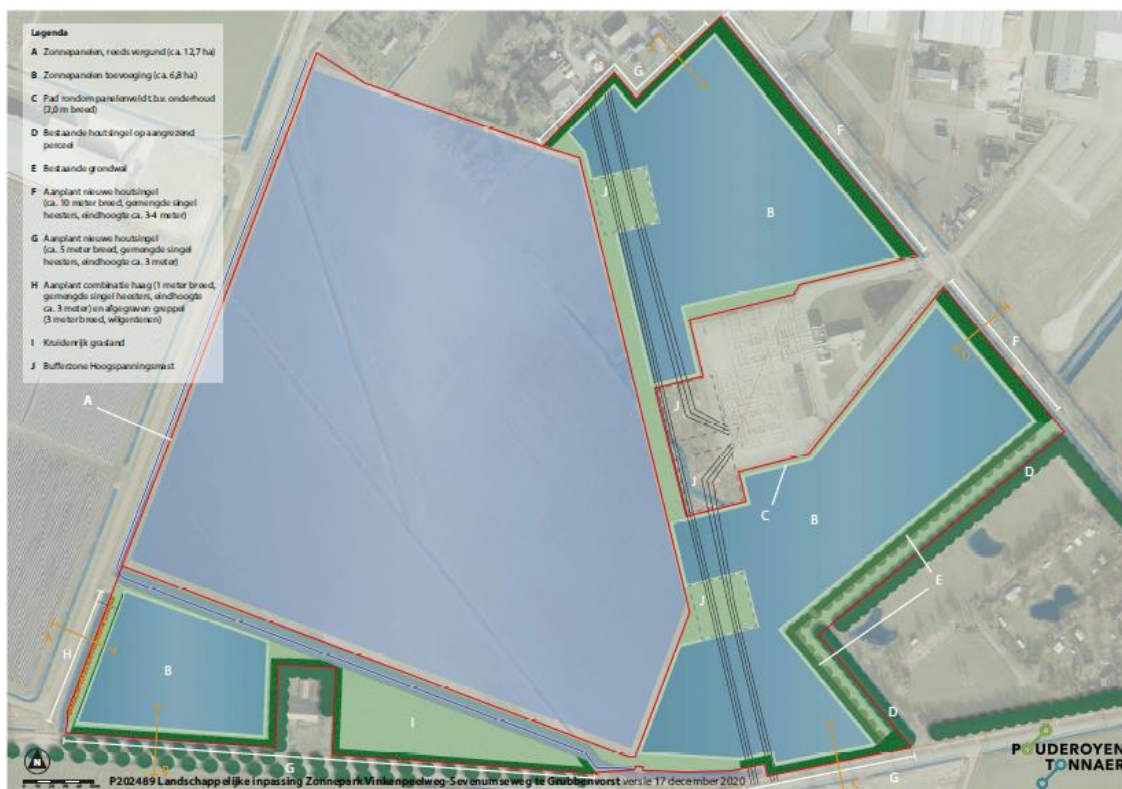 Legenda
A Zonnepanelen, reeds vergund (ca. 12,7 ha)
B Zonnepanelen toevoeging (ca. 6,8 ha)
C Pad rondom panelenveld t.b.v. onderhoud
(2,0 m breed)
D Bestaande houtsingel op aangrezend
perceel
E Bestaande grondwal
F Aanplant nieuwe houtsingel
(ca. 10 meter breed, gemengde singel
heesters, eindhoogte ca. 3-4 meter)
G Aanplant nieuwe houtsingel
(ca. 5 meter breed, gemengde singel
heesters, eindhoogte ca. 3 meter)
H Aanplant combinatie haag (1 meter breed,
gemengde singel heesters, eindhoogte
ca. 3 meter) en afgegraven greppel
(3 meter breed, wilgentenen)
I Kruidenrijk grasland
J Bufferzone Hoogspanningsmast
G
F
J
B
A
J
F
J
D
C
B
E
J
A
H
B
I
D
G
G
C
POUDEROYEN
TONNAER
P202489 Landschappelijke inpassing Zonnepark Vinkenpeelweg-Sevenumseweg te Grubbenvorst versie 17 december 2020